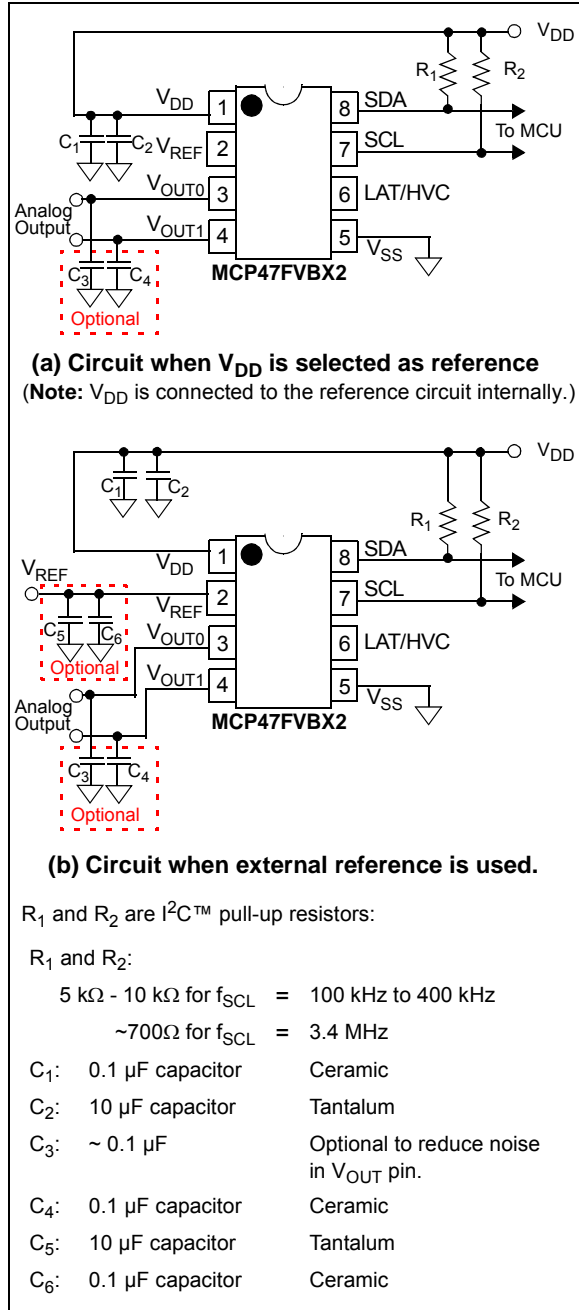 VDD
R1 R2
VDD 1 8 SDA
To MCU
C1 C2 VREF 2 7 SCL
VOUT0 3 6 LAT/HVC
Analog
Output VOUT1 4 5 VSS
C3 C4
MCP47FVBX2
Optional
(a) Circuit when VDD is selected as reference
(Note: VDD is connected to the reference circuit internally.)
VDD
C1 C2
R1 R2
VDD 1 8 SDA
VREF
To MCU
VREF 2 7 SCL
C5 C6
VOUT0 3 6 LAT/HVC
Optional
VOUT1 4 5 VSS
Analog
Output
MCP47FVBX2
C3 C4
Optional
(b) Circuit when external reference is used.
R1 and R2 are I²C™ pull-up resistors:
R1 and R2:
5 kΩ - 10 kΩ for fSCL = 100 kHz to 400 kHz
~700Ω for fSCL = 3.4 MHz
C1: 0.1 µF capacitor Ceramic
C2: 10 µF capacitor Tantalum
C3: ~ 0.1 µF Optional to reduce noise
in VOUT pin.
C4: 0.1 µF capacitor Ceramic
C5: 10 µF capacitor Tantalum
C6: 0.1 µF capacitor Ceramic